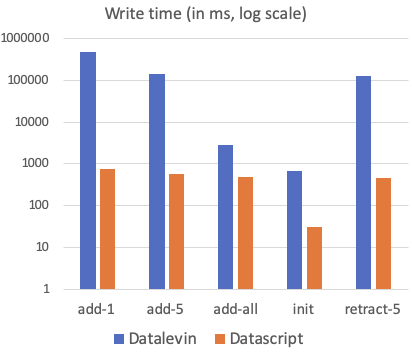 Write time (in ms, log scale)
1000000
100000
10000
1000
100
10
1
add-1 add-5 add-all init retract-5
Datalevin Datascript